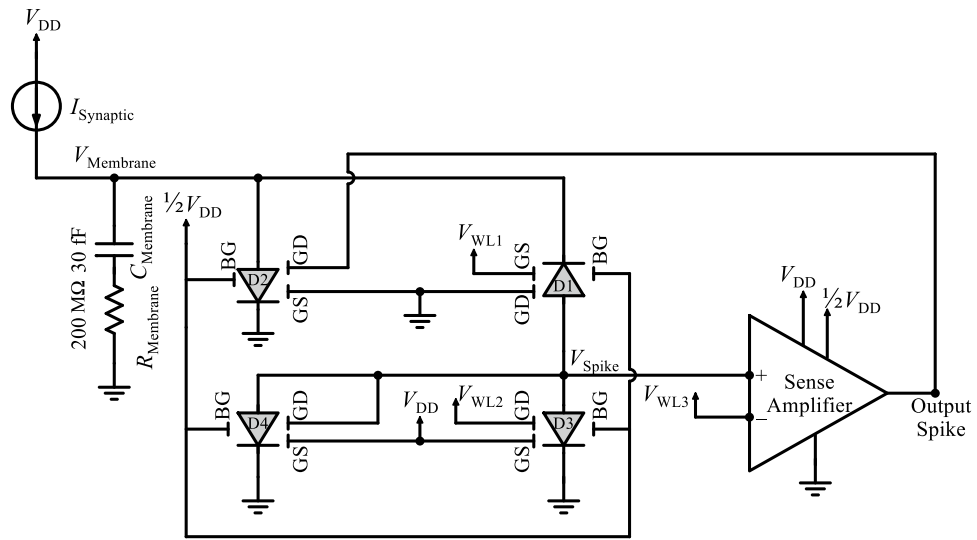 V_DD
I_Synaptic
V_Membrane
½V_DD
200 MΩ 30 fF
R_Membrane C_Membrane
BG
D2
GD
GS
V_WL1
GS
GD
D1
BG
V_Spike
BG
D4
GD
GS
V_DD
V_WL2
GD
GS
D3
BG
V_WL3
V_DD
½V_DD
+
−
Sense
Amplifier
Output
Spike